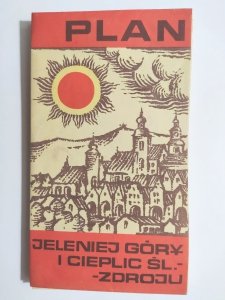 PLAN
JELENIEJ GÓRY
I CIEPLIC ŚL.-
-ZDROJU